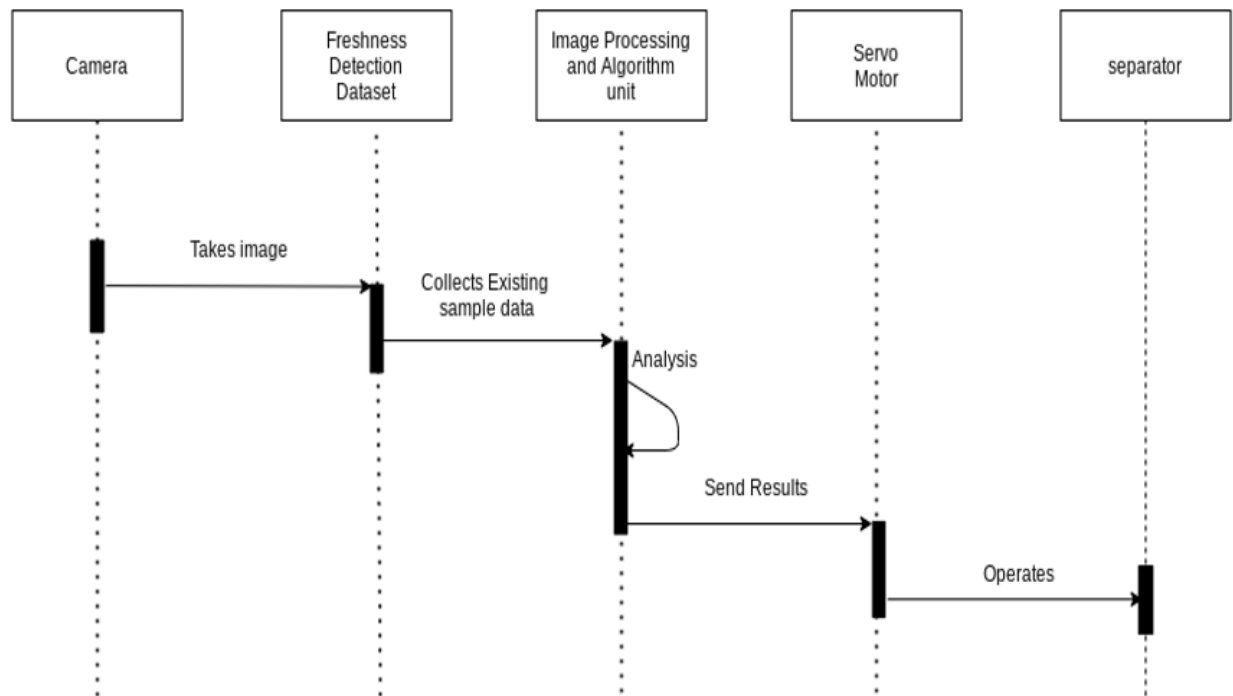 Camera
Freshness
Detection
Dataset
Image Processing
and Algorithm
unit
Servo
Motor
separator
Takes image
Collects Existing
sample data
Analysis
Send Results
Operates